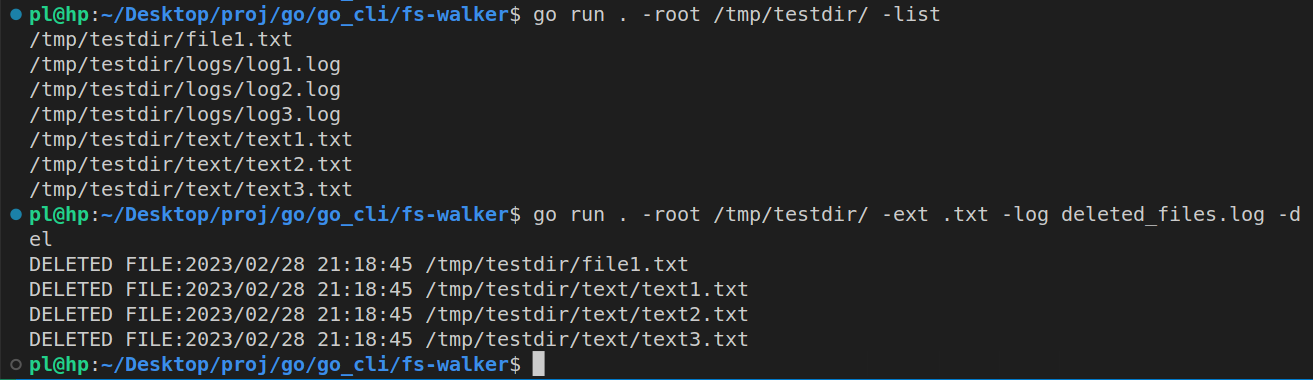 pl@hp:~/Desktop/proj/go/go_cli/fs-walker$ go run . -root /tmp/testdir/ -list
/tmp/testdir/file1.txt
/tmp/testdir/logs/log1.log
/tmp/testdir/logs/log2.log
/tmp/testdir/logs/log3.log
/tmp/testdir/text/text1.txt
/tmp/testdir/text/text2.txt
/tmp/testdir/text/text3.txt
pl@hp:~/Desktop/proj/go/go_cli/fs-walker$ go run . -root /tmp/testdir/ -ext .txt -log deleted_files.log -d
el
DELETED FILE:2023/02/28 21:18:45 /tmp/testdir/file1.txt
DELETED FILE:2023/02/28 21:18:45 /tmp/testdir/text/text1.txt
DELETED FILE:2023/02/28 21:18:45 /tmp/testdir/text/text2.txt
DELETED FILE:2023/02/28 21:18:45 /tmp/testdir/text/text3.txt
pl@hp:~/Desktop/proj/go/go_cli/fs-walker$